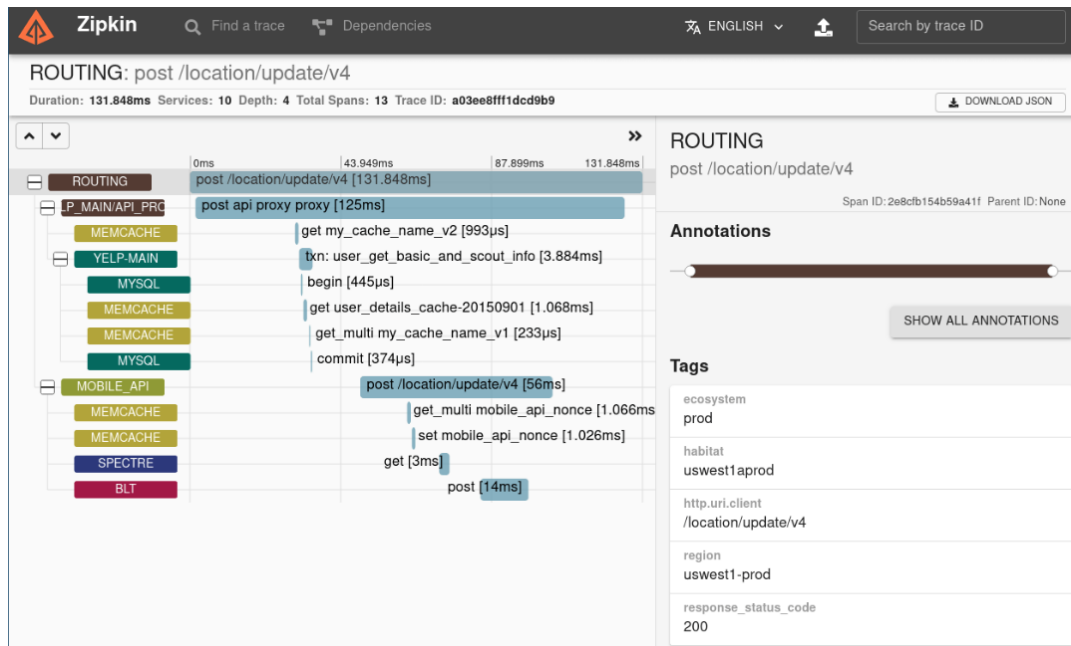 Zipkin
Find a trace
Dependencies
ENGLISH
Search by trace ID
ROUTING: post /location/update/v4
Duration: 131.848ms Services: 10 Depth: 4 Total Spans: 13 Trace ID: a03ee8fff1dcd9b9
DOWNLOAD JSON
0ms 43.949ms 87.899ms 131.848ms
ROUTING post /location/update/v4 [131.848ms]
LP_MAIN/API_PRO post api proxy proxy [125ms]
MEMCACHE get my_cache_name_v2 [993µs]
YELP-MAIN txn: user_get_basic_and_scout_info [3.884ms]
MYSQL begin [445µs]
MEMCACHE get user_details_cache-20150901 [1.068ms]
MEMCACHE get_multi my_cache_name_v1 [233µs]
MYSQL commit [374µs]
MOBILE_API post /location/update/v4 [56ms]
MEMCACHE get_multi mobile_api_nonce [1.066ms
MEMCACHE set mobile_api_nonce [1.026ms]
SPECTRE get [3ms]
BLT post [14ms]
ROUTING
post /location/update/v4
Span ID: 2e8cfb154b59a41f Parent ID: None
Annotations
SHOW ALL ANNOTATIONS
Tags
ecosystem
prod
habitat
uswest1aprod
http.uri.client
/location/update/v4
region
uswest1-prod
response_status_code
200